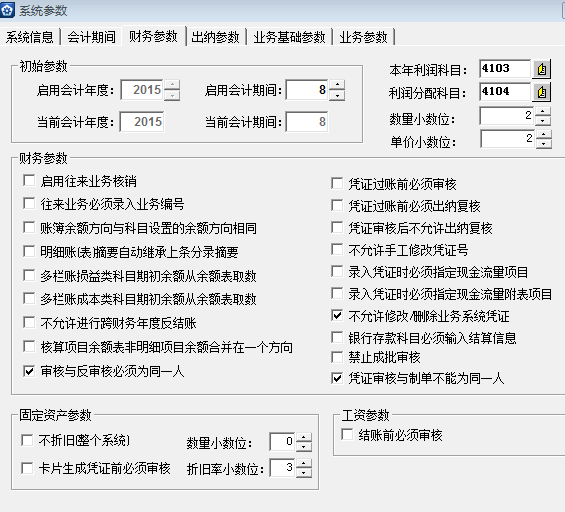 系统参数
系统信息 会计期间 财务参数 出纳参数 业务基础参数 业务参数
初始参数
启用会计年度: 2015 启用会计期间: 8
当前会计年度: 2015 当前会计期间: 8
本年利润科目: 4103
利润分配科目: 4104
数量小数位: 2
单价小数位: 2
财务参数
启用往来业务核销
往来业务必须录入业务编号
账簿余额方向与科目设置的余额方向相同
明细账(表)摘要自动继承上条分录摘要
多栏账损益类科目期初余额从余额表取数
多栏账成本类科目期初余额从余额表取数
不允许进行跨财务年度反结账
核算项目余额表非明细项目余额合并在一个方向
审核与反审核必须为同一人
凭证过账前必须审核
凭证过账前必须出纳复核
凭证审核后不允许出纳复核
不允许手工修改凭证号
录入凭证时必须指定现金流量项目
录入凭证时必须指定现金流量附表项目
不允许修改/删除业务系统凭证
银行存款科目必须输入结算信息
禁止成批审核
凭证审核与制单不能为同一人
固定资产参数
不折旧(整个系统) 数量小数位: 0
卡片生成凭证前必须审核 折旧率小数位: 3
工资参数
结账前必须审核